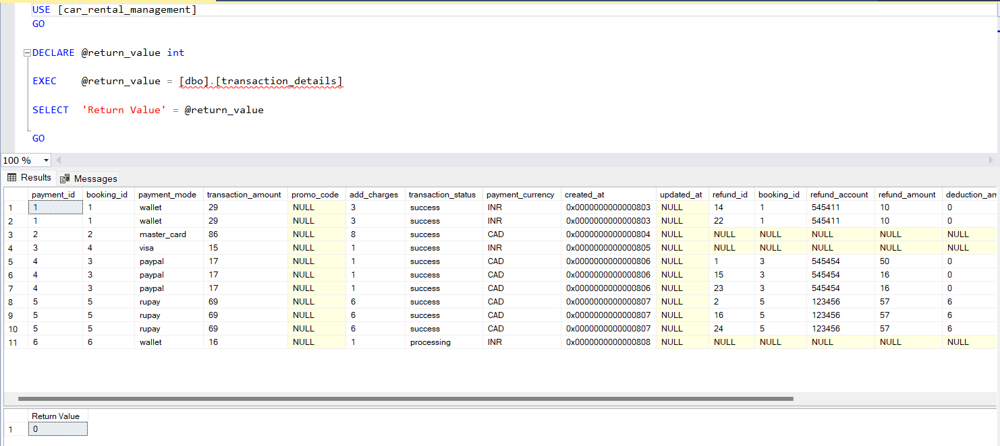 USE [car_rental_management]
GO
DECLARE @return_value int
EXEC @return_value = [dbo].[transaction_details]
SELECT 'Return Value' = @return_value
GO
100 %
Results Messages
payment_id booking_id payment_mode transaction_amount promo_code add_charges transaction_status payment_currency created_at updated_at refund_id booking_id refund_account refund_amount deduction_am
1 1 1 wallet 29 NULL 3 success INR 0x0000000000000803 NULL 14 1 545411 10 0
2 1 1 wallet 29 NULL 3 success INR 0x0000000000000803 NULL 22 1 545411 10 0
3 2 2 master_card 86 NULL 8 success CAD 0x0000000000000804 NULL NULL NULL NULL NULL NULL
4 3 4 visa 15 NULL 1 success INR 0x0000000000000805 NULL NULL NULL NULL NULL NULL
5 4 3 paypal 17 NULL 1 success CAD 0x0000000000000806 NULL 1 3 545454 50 0
6 4 3 paypal 17 NULL 1 success CAD 0x0000000000000806 NULL 15 3 545454 16 0
7 4 3 paypal 17 NULL 1 success CAD 0x0000000000000806 NULL 23 3 545454 16 0
8 5 5 rupay 69 NULL 6 success CAD 0x0000000000000807 NULL 2 5 123456 57 6
9 5 5 rupay 69 NULL 6 success CAD 0x0000000000000807 NULL 16 5 123456 57 6
10 5 5 rupay 69 NULL 6 success CAD 0x0000000000000807 NULL 24 5 123456 57 6
11 6 6 wallet 16 NULL 1 processing INR 0x0000000000000808 NULL NULL NULL NULL NULL NULL
Return Value
1 0